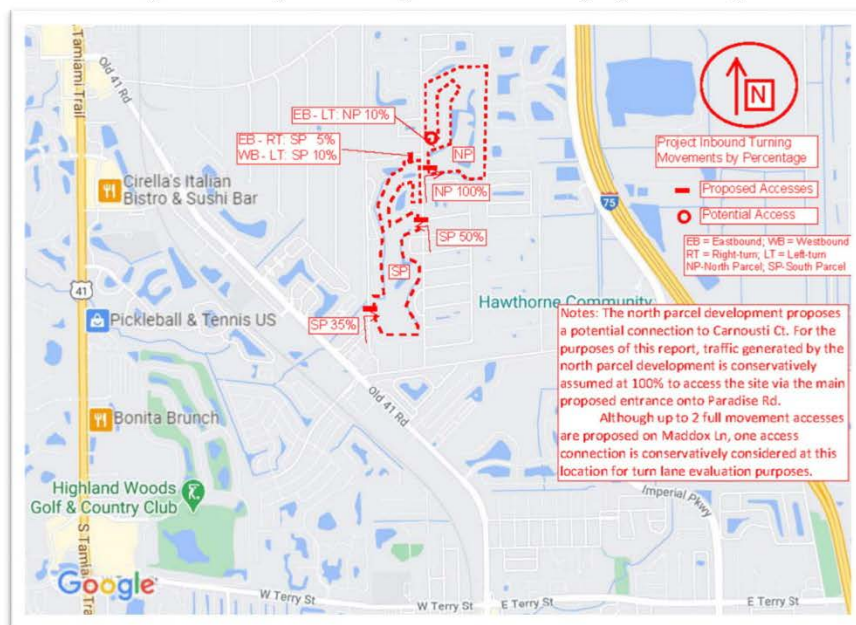 Old 41 Rd
S Tamiami Trail
EB - LT: NP 10%
EB - RT: SP 5%
WB - LT: SP 10%
NP
NP 100%
SP 50%
SP
SP 35%
N
Project Inbound Turning
Movements by Percentage
Proposed Accesses
Potential Access
EB = Eastbound; WB = Westbound
RT = Right-turn; LT = Left-turn
NP-North Parcel; SP-South Parcel
75
Cirella's Italian
Bistro & Sushi Bar
41
Pickleball & Tennis US
Hawthorne Community
Notes: The north parcel development proposes
a potential connection to Carnousti Ct. For the
purposes of this report, traffic generated by the
north parcel development is conservatively
assumed at 100% to access the site via the main
proposed entrance onto Paradise Rd.
Although up to 2 full movement accesses
are proposed on Maddox Ln, one access
connection is conservatively considered at this
location for turn lane evaluation purposes.
Old 41 Rd
Bonita Brunch
Highland Woods
Golf & Country Club
Imperial Pkwy
S Tamiami Tra
Google
W Terry St
W Terry St
E Terry St
E Terry St